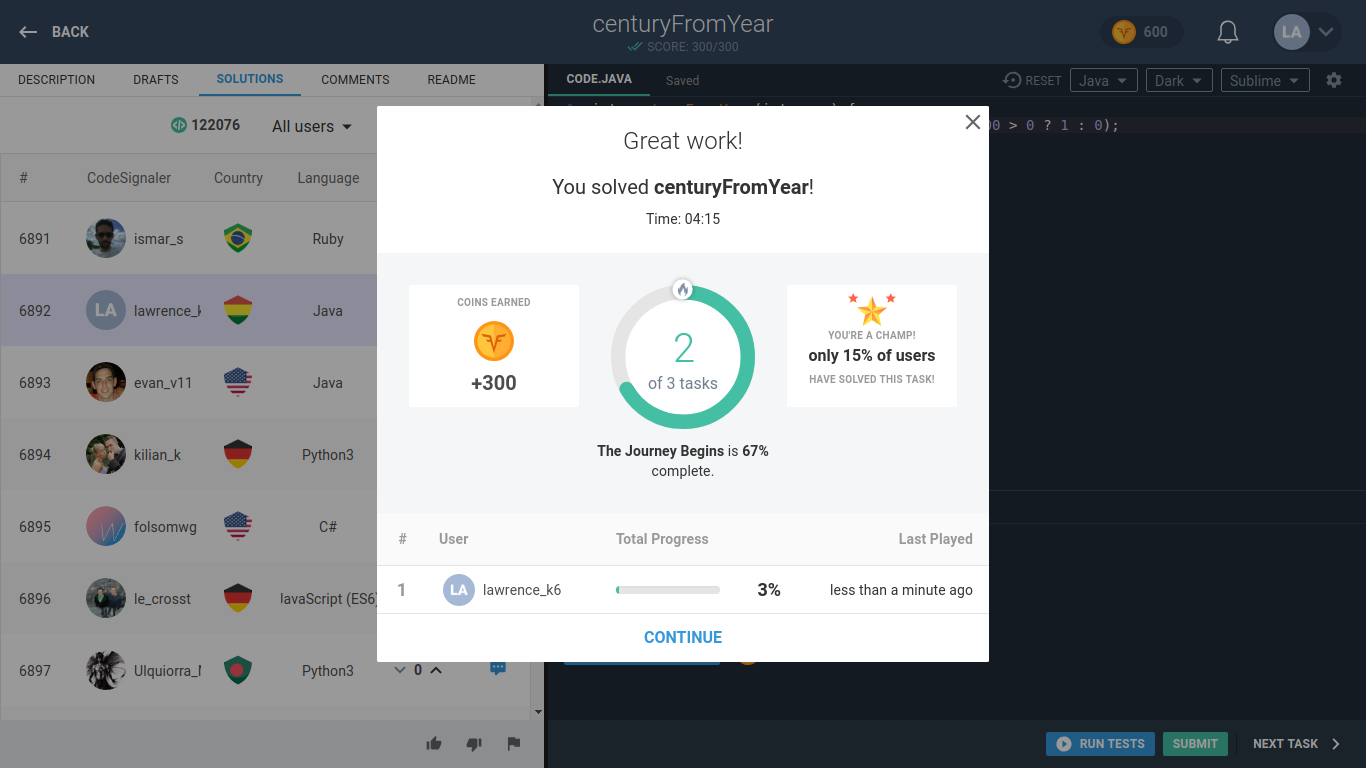 BACK
centuryFromYear
SCORE: 300/300
600
LA
DESCRIPTION DRAFTS SOLUTIONS COMMENTS README
CODE.JAVA Saved RESET Java Dark Sublime
122076 All users
00 > 0 ? 1 : 0);
# CodeSignaler Country Language
6891 ismar_s Ruby
6892 LA lawrence_k Java
6893 evan_v11 Java
6894 kilian_k Python3
6895 folsomwg C#
6896 le_crosst JavaScript (ES6)
6897 Ulquiorra_ Python3 0
Great work!
You solved centuryFromYear!
Time: 04:15
COINS EARNED
+300
2
of 3 tasks
YOU'RE A CHAMP!
only 15% of users
HAVE SOLVED THIS TASK!
The Journey Begins is 67%
complete.
# User Total Progress Last Played
1 LA lawrence_k6 3% less than a minute ago
CONTINUE
RUN TESTS SUBMIT NEXT TASK